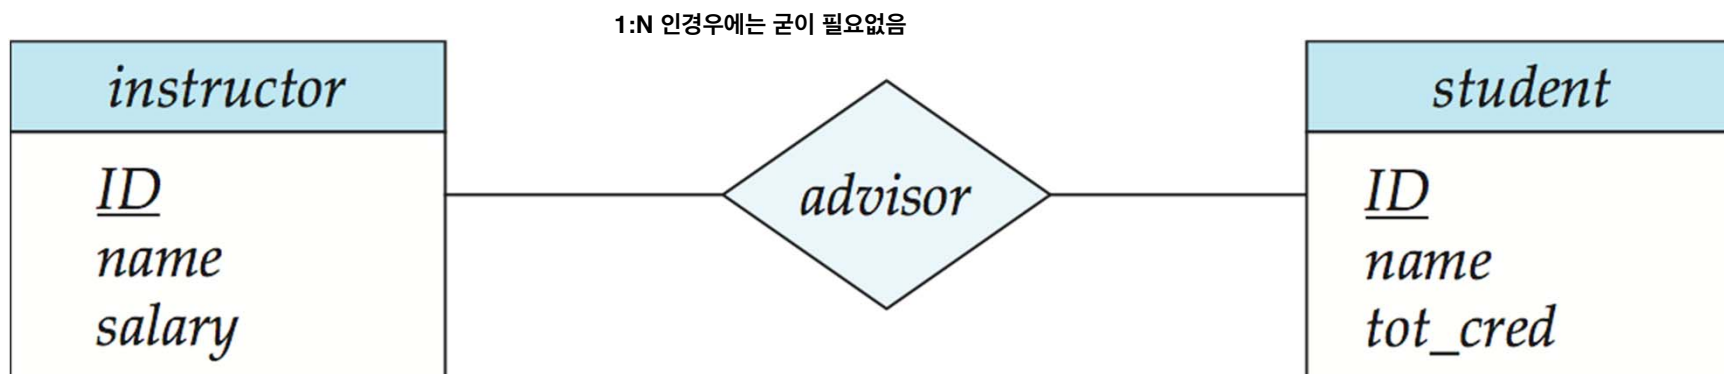 1:N 인경우에는 굳이 필요없음
instructor
ID
name
salary
advisor
student
ID
name
tot_cred